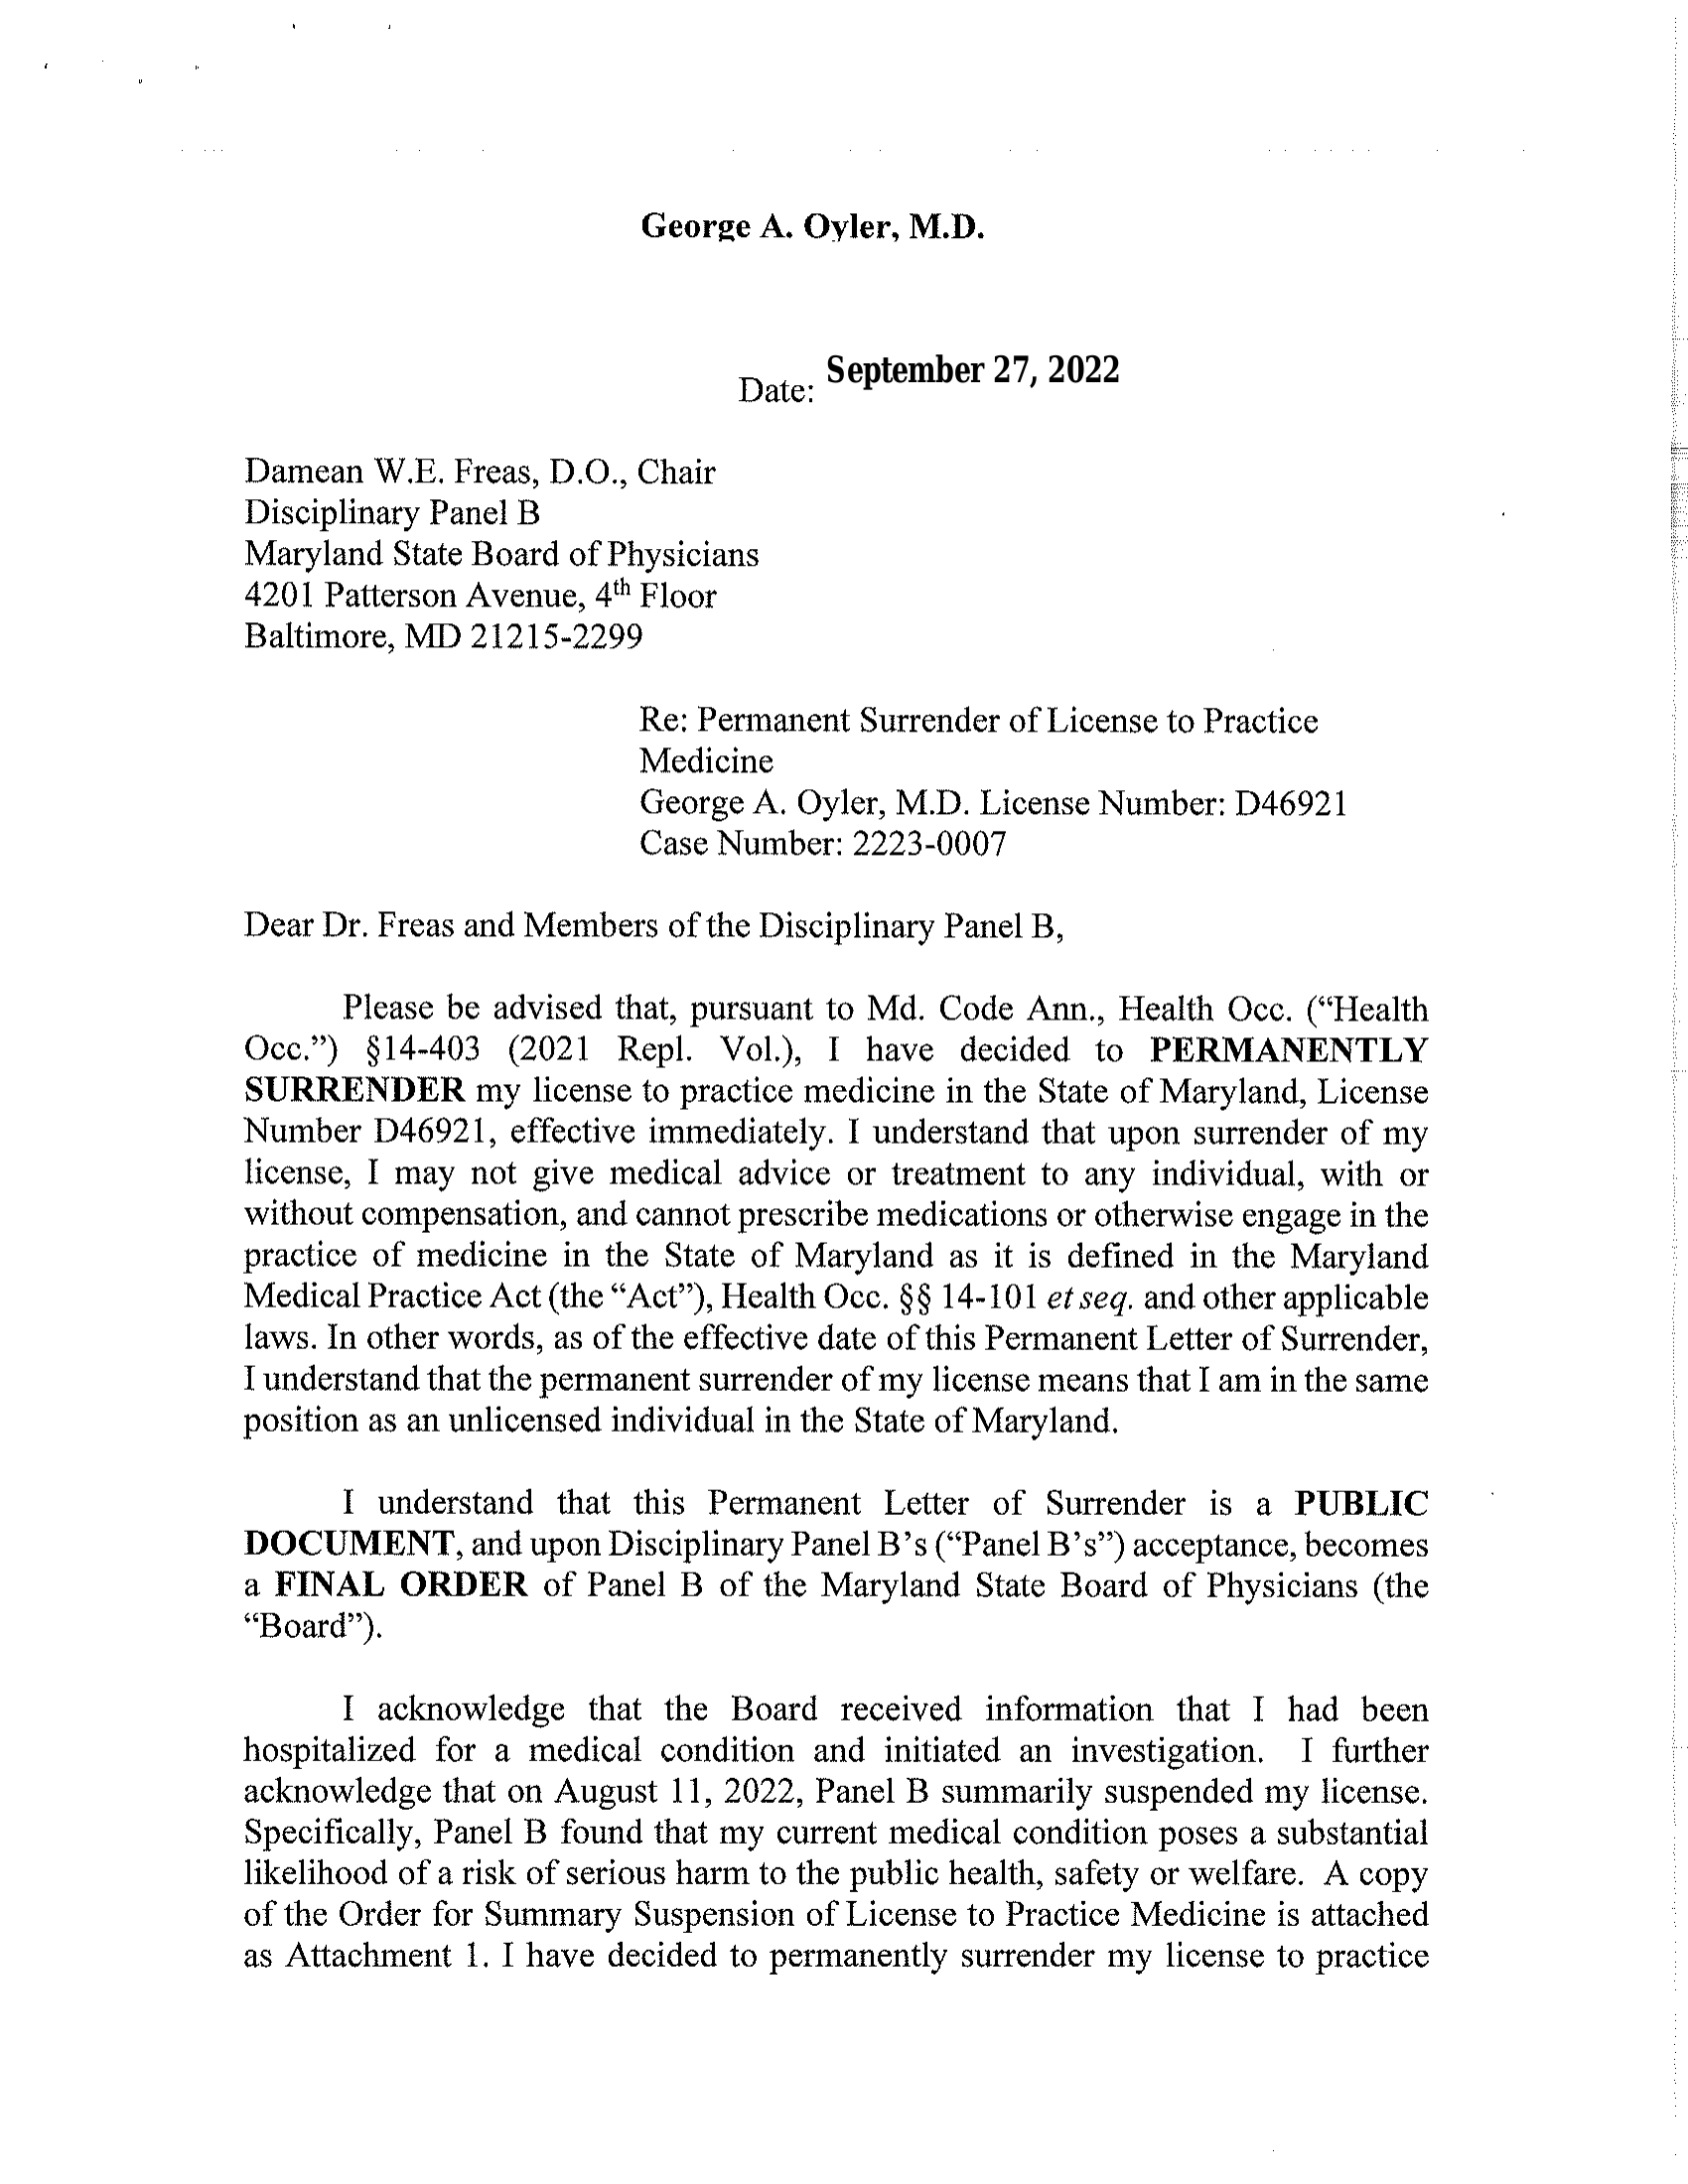 George A. Oyler, M.D.
Date: September 27, 2022
Damean W.E. Freas, D.O., Chair
Disciplinary Panel B
Maryland State Board of Physicians
4201 Patterson Avenue, 4th Floor
Baltimore, MD 21215-2299
Re: Permanent Surrender of License to Practice
Medicine
George A. Oyler, M.D. License Number: D46921
Case Number: 2223-0007
Dear Dr. Freas and Members of the Disciplinary Panel B,
Please be advised that, pursuant to Md. Code Ann., Health Occ. (“Health
Occ.”) §14-403 (2021 Repl. Vol.), I have decided to PERMANENTLY
SURRENDER my license to practice medicine in the State of Maryland, License
Number D46921, effective immediately. I understand that upon surrender of my
license, I may not give medical advice or treatment to any individual, with or
without compensation, and cannot prescribe medications or otherwise engage in the
practice of medicine in the State of Maryland as it is defined in the Maryland
Medical Practice Act (the “Act”), Health Occ. §§ 14-101 et seq. and other applicable
laws. In other words, as of the effective date of this Permanent Letter of Surrender,
I understand that the permanent surrender of my license means that I am in the same
position as an unlicensed individual in the State of Maryland.
I understand that this Permanent Letter of Surrender is a PUBLIC
DOCUMENT, and upon Disciplinary Panel B’s (“Panel B’s”) acceptance, becomes
a FINAL ORDER of Panel B of the Maryland State Board of Physicians (the
“Board”).
I acknowledge that the Board received information that I had been
hospitalized for a medical condition and initiated an investigation. I further
acknowledge that on August 11, 2022, Panel B summarily suspended my license.
Specifically, Panel B found that my current medical condition poses a substantial
likelihood of a risk of serious harm to the public health, safety or welfare. A copy
of the Order for Summary Suspension of License to Practice Medicine is attached
as Attachment 1. I have decided to permanently surrender my license to practice